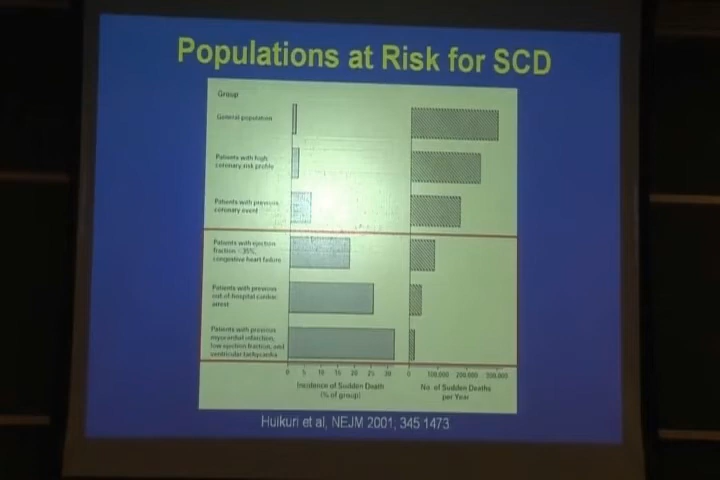 Populations at Risk for SCD
Group
General population
Patients with high
coronary risk profile
Patients with previous
coronary event
Patients with ejection
fraction <35%,
congestive heart failure
Patients with previous
out-of-hospital cardiac
arrest
Patients with previous
myocardial infarction,
low ejection fraction, and
ventricular tachycardia
0 5 10 15 20 25 30
0 100,000 200,000 300,000
Incidence of Sudden Death
(% of group)
No. of Sudden Deaths
per Year
Huikuri et al, NEJM 2001, 345 1473